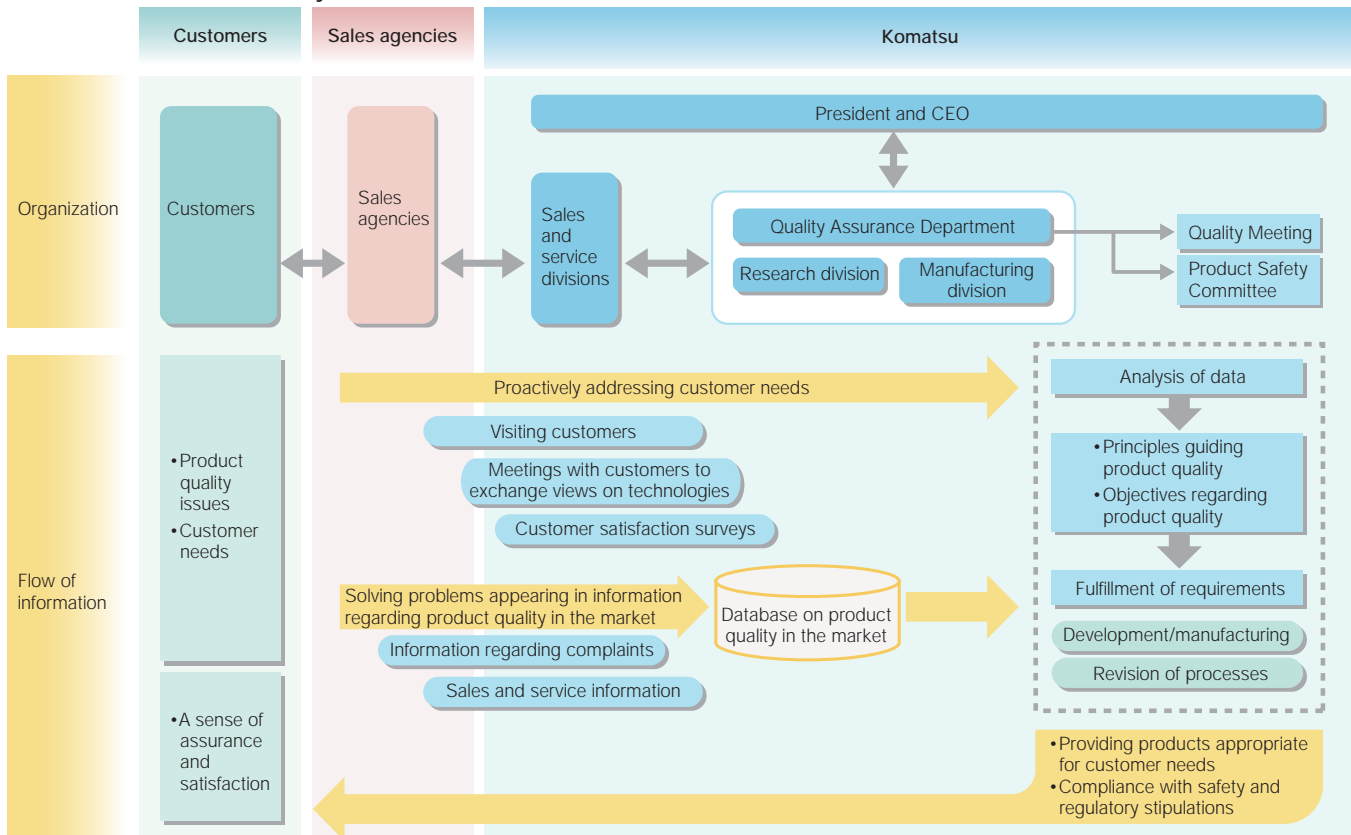 Customers
Sales agencies
Komatsu
Organization
Customers
Sales
agencies
Sales
and
service
divisions
President and CEO
Quality Assurance Department
Research division
Manufacturing
division
Quality Meeting
Product Safety
Committee
Flow of
information
•Product
quality
issues
•Customer
needs
•A sense of
assurance
and
satisfaction
Proactively addressing customer needs
Visiting customers
Meetings with customers to
exchange views on technologies
Customer satisfaction surveys
Solving problems appearing in information
regarding product quality in the market
Information regarding complaints
Sales and service information
Database on product
quality in the market
Analysis of data
•Principles guiding
product quality
•Objectives regarding
product quality
Fulfillment of requirements
Development/manufacturing
Revision of processes
•Providing products appropriate
for customer needs
•Compliance with safety and
regulatory stipulations